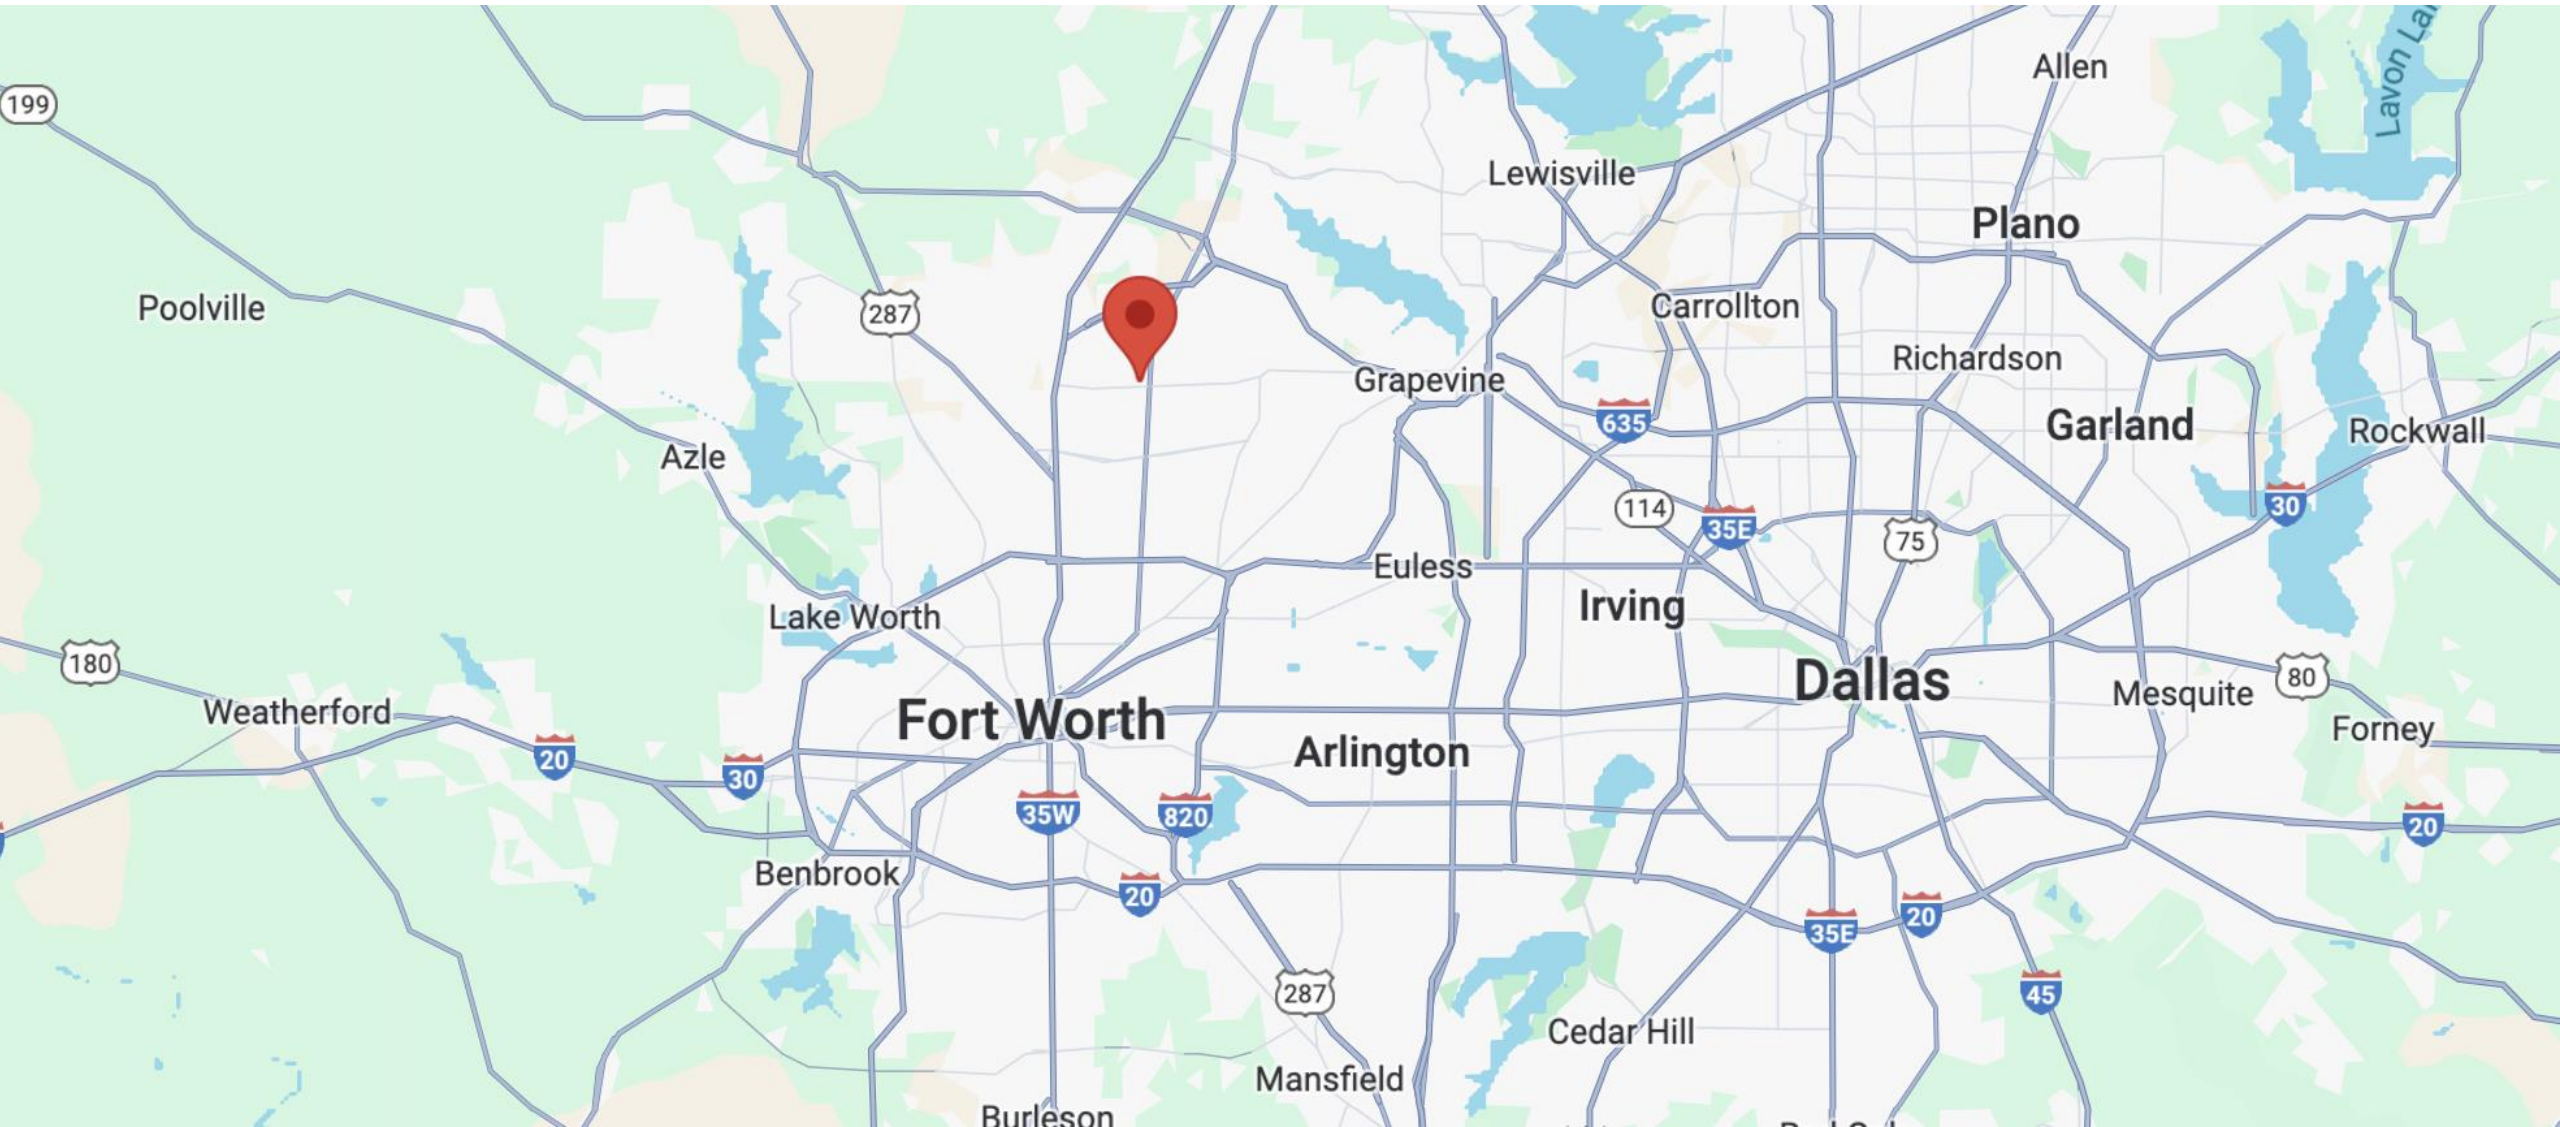 Lavon La
Allen
199
Lewisville
Plano
Poolville
287
Carrollton
Richardson
Grapevine
635
Garland
Rockwall
Azle
114
35E
75
30
Euless
Lake Worth
Irving
180
Dallas
80
Weatherford
Fort Worth
Mesquite
Forney
Arlington
20
30
35W
820
20
Benbrook
20
20
35E
287
45
Cedar Hill
Mansfield
Burleson